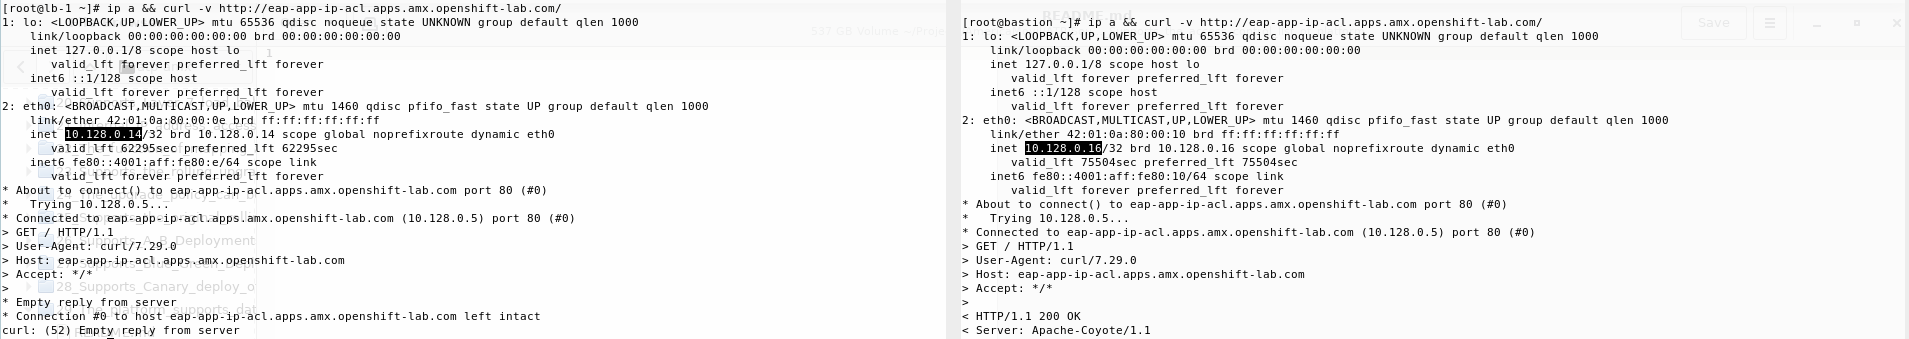 [root@lb-1 ~]# ip a && curl -v http://eap-app-ip-acl.apps.amx.openshift-lab.com/
1: lo: <LOOPBACK,UP,LOWER_UP> mtu 65536 qdisc noqueue state UNKNOWN group default qlen 1000
    link/loopback 00:00:00:00:00:00 brd 00:00:00:00:00:00
    inet 127.0.0.1/8 scope host lo
       valid_lft forever preferred_lft forever
    inet6 ::1/128 scope host
       valid_lft forever preferred_lft forever
2: eth0: <BROADCAST,MULTICAST,UP,LOWER_UP> mtu 1460 qdisc pfifo_fast state UP group default qlen 1000
    link/ether 42:01:0a:80:00:0e brd ff:ff:ff:ff:ff:ff
    inet 10.128.0.14/32 brd 10.128.0.14 scope global noprefixroute dynamic eth0
       valid_lft 62295sec preferred_lft 62295sec
    inet6 fe80::4001:aff:fe80:e/64 scope link
       valid_lft forever preferred_lft forever
* About to connect() to eap-app-ip-acl.apps.amx.openshift-lab.com port 80 (#0)
*   Trying 10.128.0.5...
* Connected to eap-app-ip-acl.apps.amx.openshift-lab.com (10.128.0.5) port 80 (#0)
> GET / HTTP/1.1
> User-Agent: curl/7.29.0
> Host: eap-app-ip-acl.apps.amx.openshift-lab.com
> Accept: */*
>
* Empty reply from server
* Connection #0 to host eap-app-ip-acl.apps.amx.openshift-lab.com left intact
curl: (52) Empty reply from server
28_Supports_Canary_deploy_o
README.md
Save
[root@bastion ~]# ip a && curl -v http://eap-app-ip-acl.apps.amx.openshift-lab.com/
1: lo: <LOOPBACK,UP,LOWER_UP> mtu 65536 qdisc noqueue state UNKNOWN group default qlen 1000
    link/loopback 00:00:00:00:00:00 brd 00:00:00:00:00:00
    inet 127.0.0.1/8 scope host lo
       valid_lft forever preferred_lft forever
    inet6 ::1/128 scope host
       valid_lft forever preferred_lft forever
2: eth0: <BROADCAST,MULTICAST,UP,LOWER_UP> mtu 1460 qdisc pfifo_fast state UP group default qlen 1000
    link/ether 42:01:0a:80:00:10 brd ff:ff:ff:ff:ff:ff
    inet 10.128.0.16/32 brd 10.128.0.16 scope global noprefixroute dynamic eth0
       valid_lft 75504sec preferred_lft 75504sec
    inet6 fe80::4001:aff:fe80:10/64 scope link
       valid_lft forever preferred_lft forever
* About to connect() to eap-app-ip-acl.apps.amx.openshift-lab.com port 80 (#0)
*   Trying 10.128.0.5...
* Connected to eap-app-ip-acl.apps.amx.openshift-lab.com (10.128.0.5) port 80 (#0)
> GET / HTTP/1.1
> User-Agent: curl/7.29.0
> Host: eap-app-ip-acl.apps.amx.openshift-lab.com
> Accept: */*
>
< HTTP/1.1 200 OK
< Server: Apache-Coyote/1.1